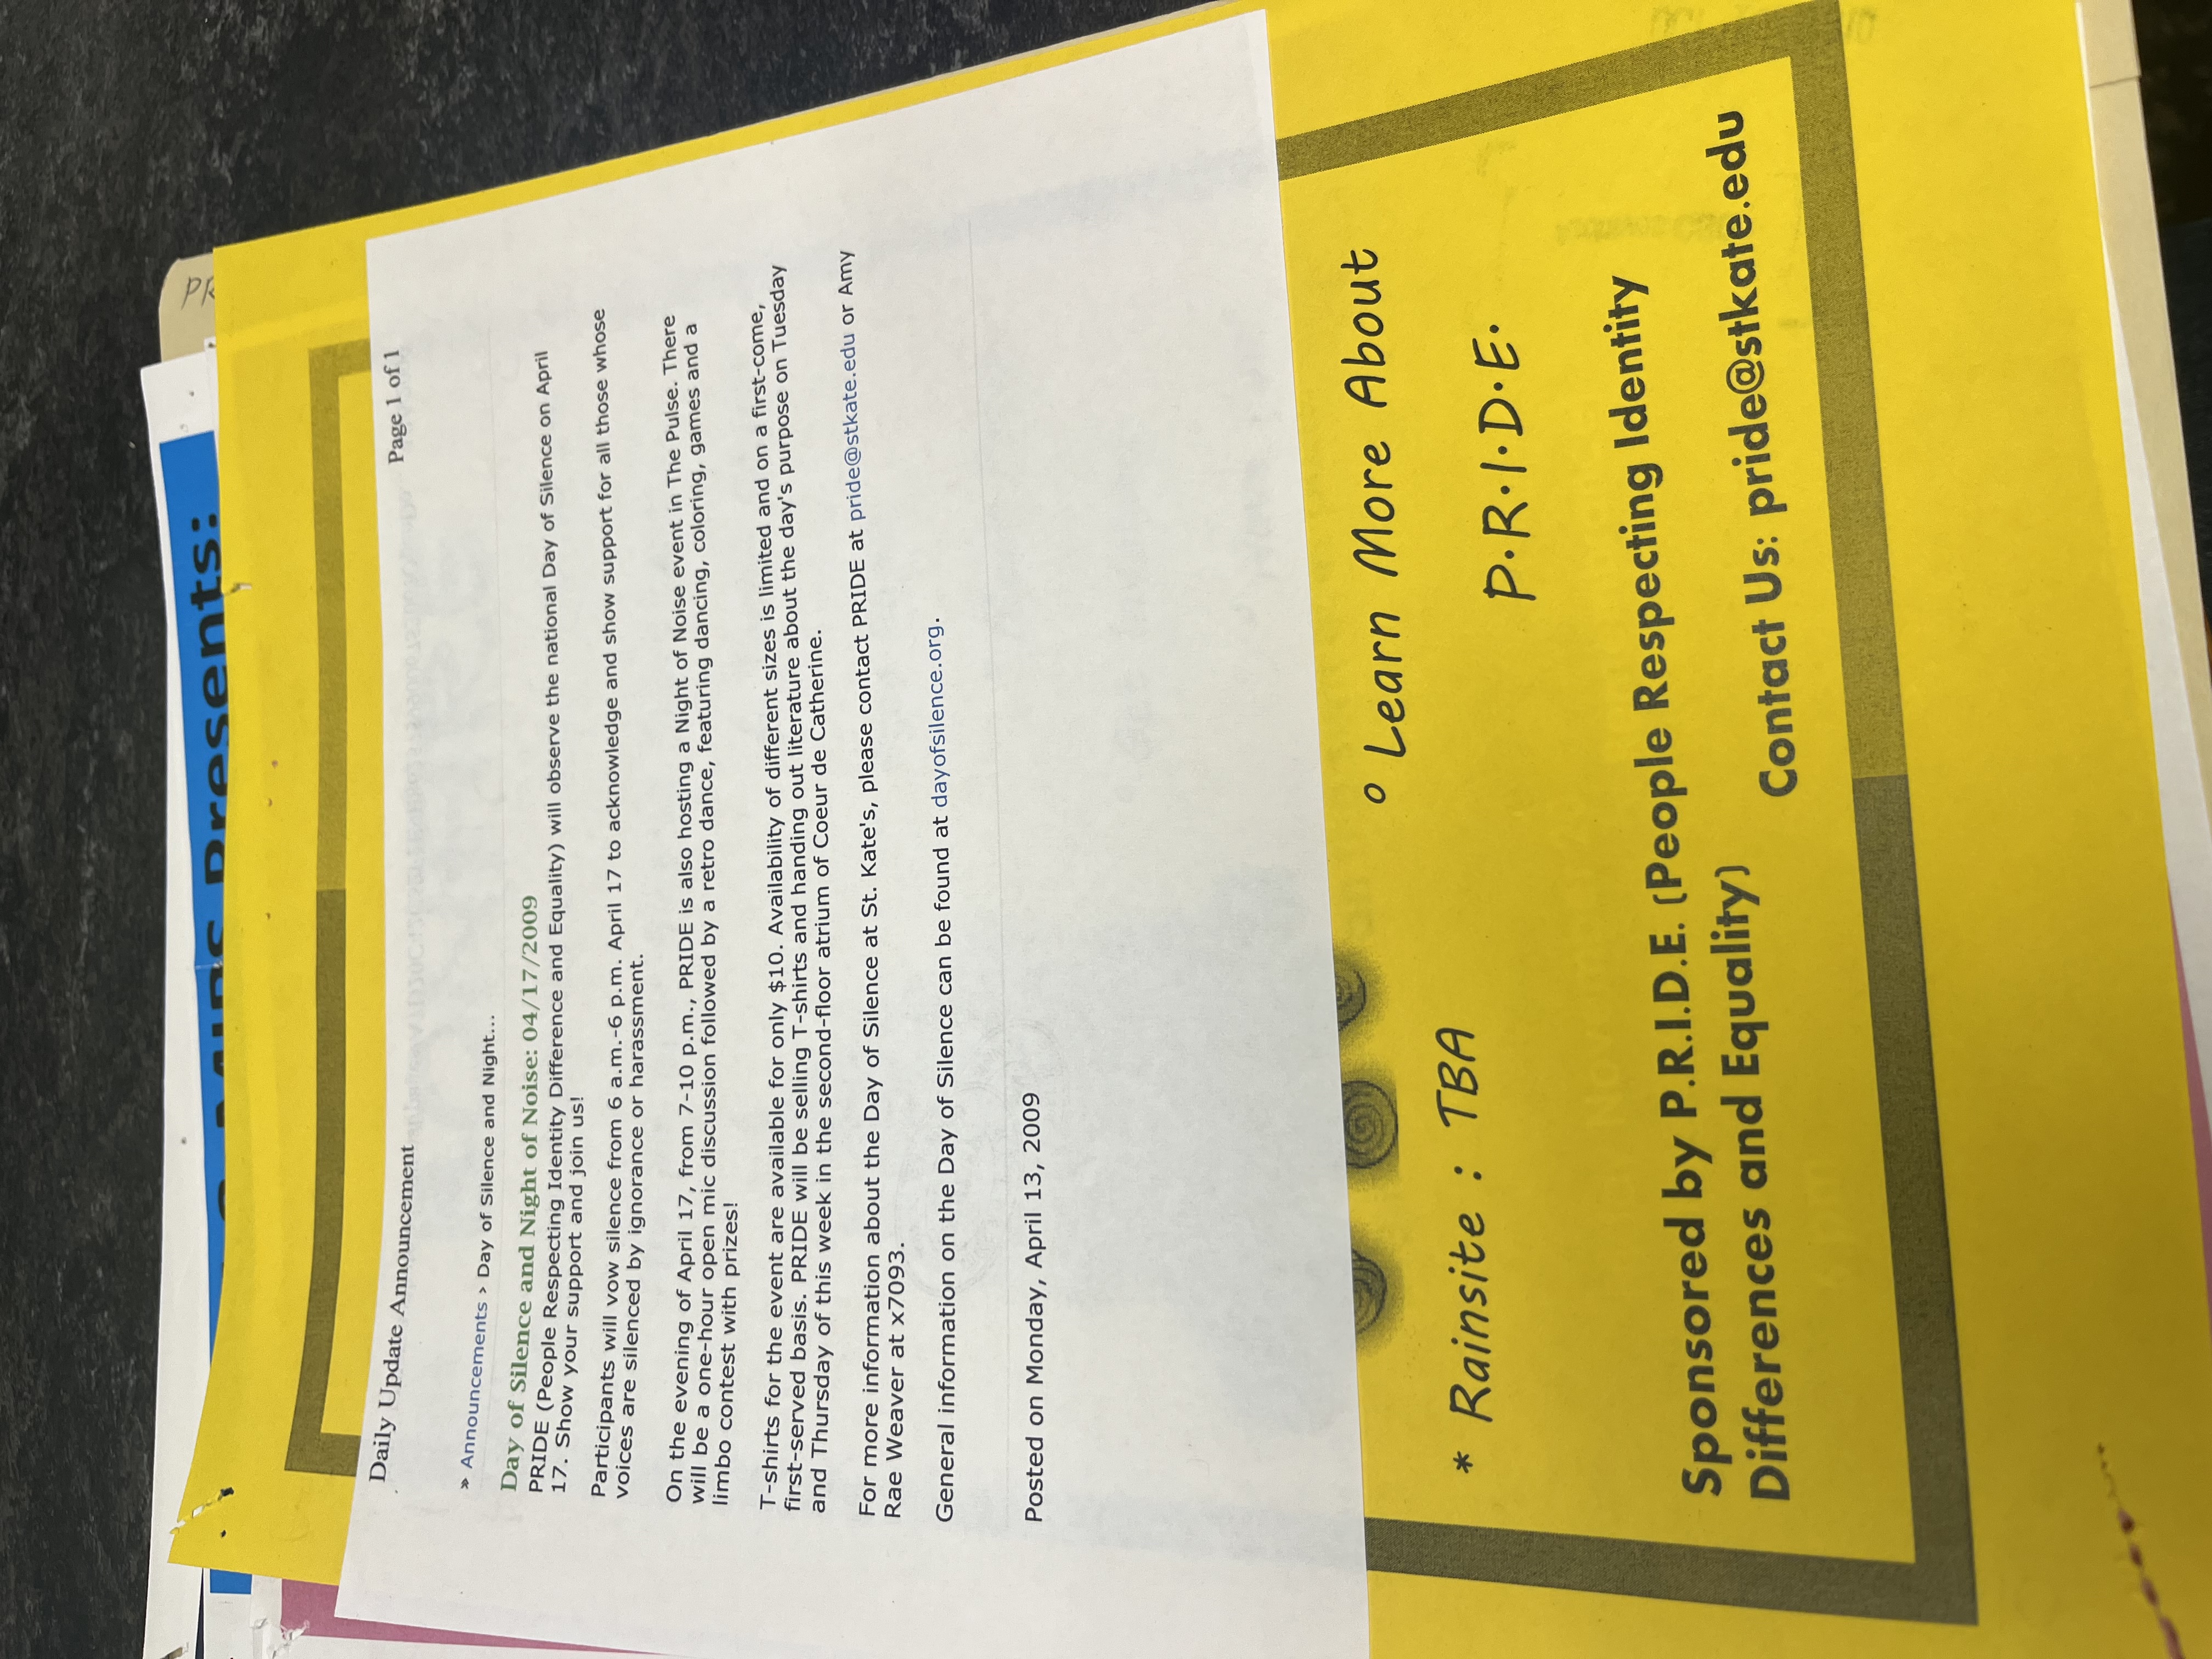 MIPS Presents:
Daily Update Announcement
Page 1 of 1
» Announcements > Day of Silence and Night...
Day of Silence and Night of Noise: 04/17/2009
PRIDE (People Respecting Identity Difference and Equality) will observe the national Day of Silence on April
17. Show your support and join us!
Participants will vow silence from 6 a.m.-6 p.m. April 17 to acknowledge and show support for all those whose
voices are silenced by ignorance or harassment.
On the evening of April 17, from 7-10 p.m., PRIDE is also hosting a Night of Noise event in The Pulse. There
will be a one-hour open mic discussion followed by a retro dance, featuring dancing, coloring, games and a
limbo contest with prizes!
T-shirts for the event are available for only $10. Availability of different sizes is limited and on a first-come,
first-served basis. PRIDE will be selling T-shirts and handing out literature about the day's purpose on Tuesday
and Thursday of this week in the second-floor atrium of Coeur de Catherine.
For more information about the Day of Silence at St. Kate's, please contact PRIDE at pride@stkate.edu or Amy
Rae Weaver at x7093.
General information on the Day of Silence can be found at dayofsilence.org.
Posted on Monday, April 13, 2009
° Learn More About
P.R.I.D.E.
* Rainsite : TBA
Sponsored by P.R.I.D.E. (People Respecting Identity
Differences and Equality)
Contact Us: pride@stkate.edu